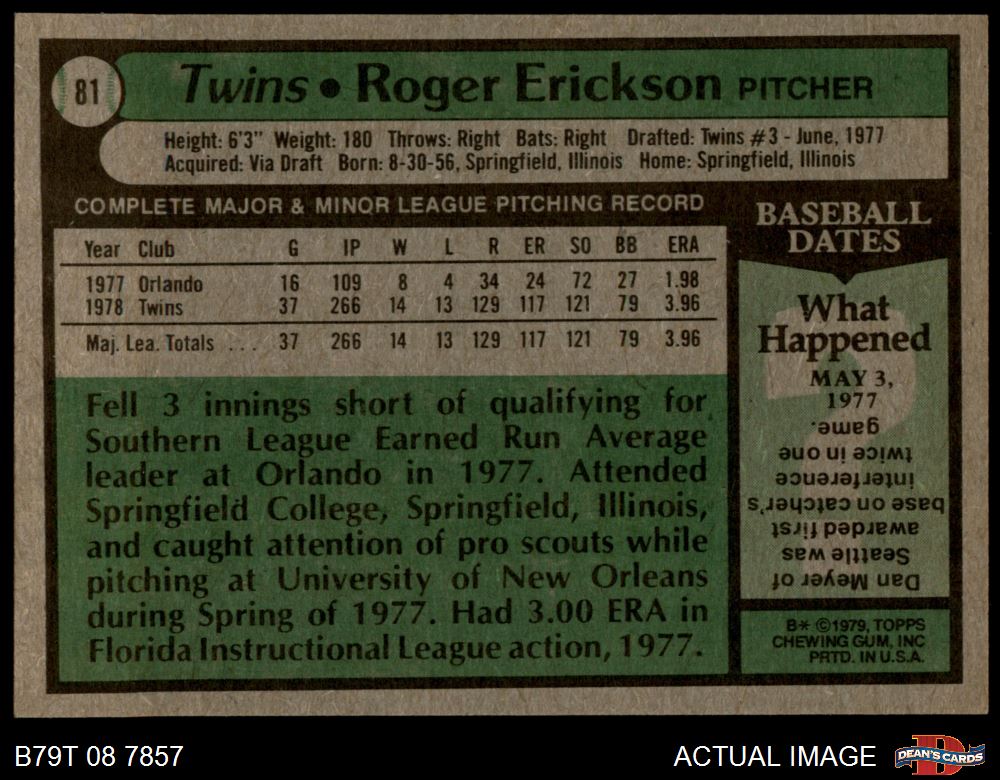 81
Twins • Roger Erickson PITCHER
Height: 6'3" Weight: 180 Throws: Right Bats: Right Drafted: Twins #3 - June, 1977
Acquired: Via Draft Born: 8-30-56, Springfield, Illinois Home: Springfield, Illinois
COMPLETE MAJOR & MINOR LEAGUE PITCHING RECORD
Year Club G IP W L R ER SO BB ERA
1977 Orlando 16 109 8 4 34 24 72 27 1.98
1978 Twins 37 266 14 13 129 117 121 79 3.96
Maj. Lea. Totals ... 37 266 14 13 129 117 121 79 3.96
Fell 3 innings short of qualifying for
Southern League Earned Run Average
leader at Orlando in 1977. Attended
Springfield College, Springfield, Illinois,
and caught attention of pro scouts while
pitching at University of New Orleans
during Spring of 1977. Had 3.00 ERA in
Florida Instructional League action, 1977.
BASEBALL
DATES
What
Happened
MAY 3,
1977
Dan Meyer of
Seattle was
awarded first
base on catcher's
interference
twice in one
game.
B* ©1979, TOPPS
CHEWING GUM, INC
PRTD. IN U.S.A.
B79T 08 7857
ACTUAL IMAGE
D
DEAN'S CARDS